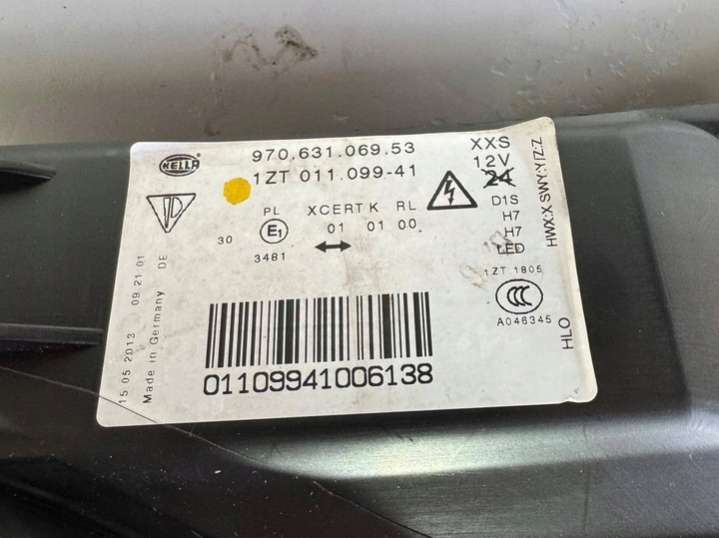 HELLA
970.631.069.53
1ZT 011.099-41
XXS
12V
24
D1S
H7
H7
LED
PL XCERT K RL
30 E1 01 01 00
3481
1ZT 1805
CCC
A046345
HWX:X SWY:Y/Z:Z
HLO
15 05 2013 09 21 01
Made in Germany DE
01109941006138